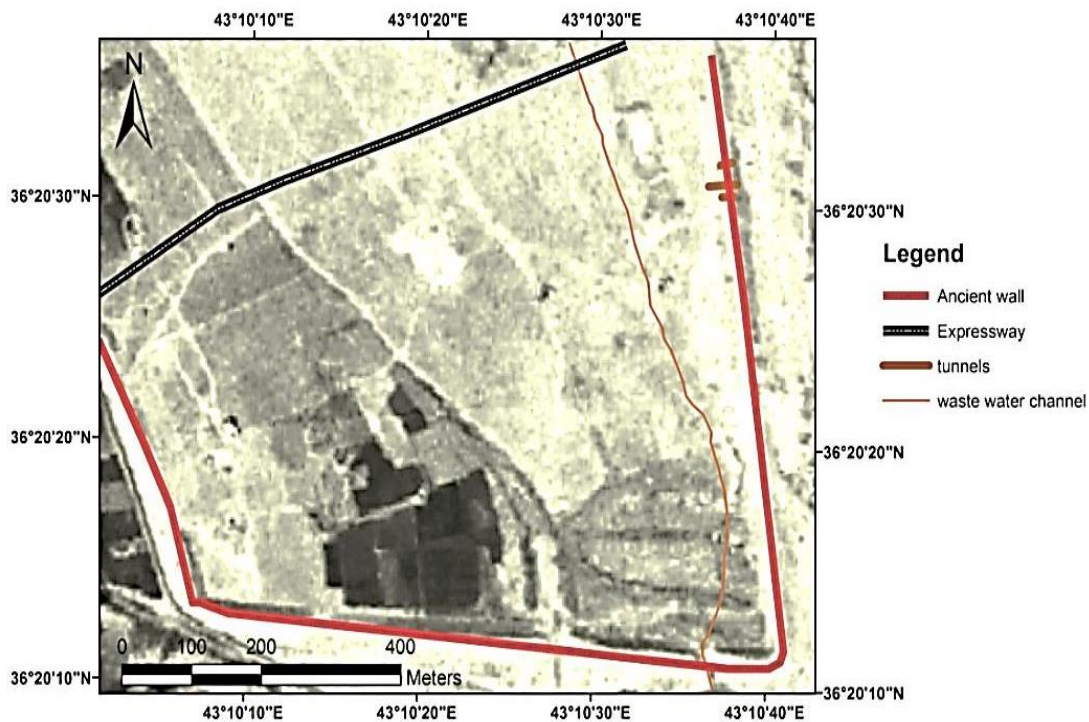 43°10'10"E 43°10'20"E 43°10'30"E 43°10'40"E
N
36°20'30"N 36°20'30"N
Legend
Ancient wall
Expressway
tunnels
waste water channel
36°20'20"N 36°20'20"N
0 100 200 400
Meters
36°20'10"N 36°20'10"N
43°10'10"E 43°10'20"E 43°10'30"E 43°10'40"E